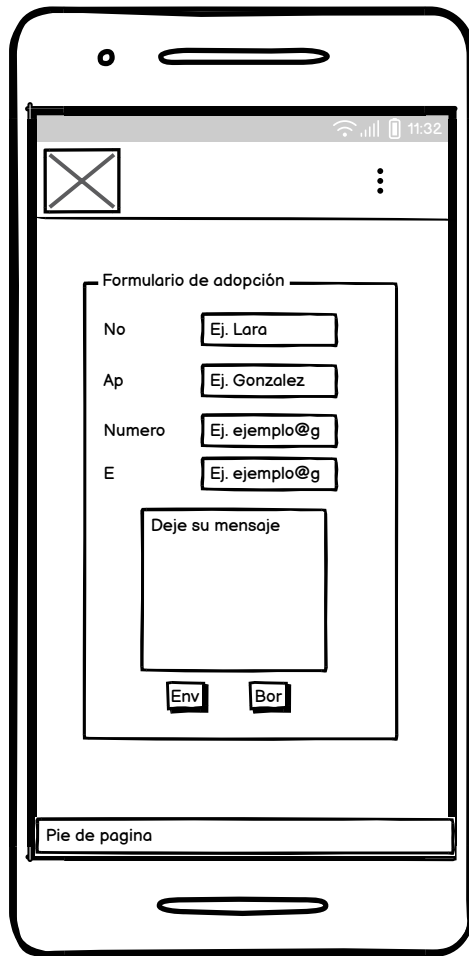 11:32
Formulario de adopción
No Ej. Lara
Ap Ej. Gonzalez
Numero Ej. ejemplo@g
E Ej. ejemplo@g
Deje su mensaje
Env Bor
Pie de pagina